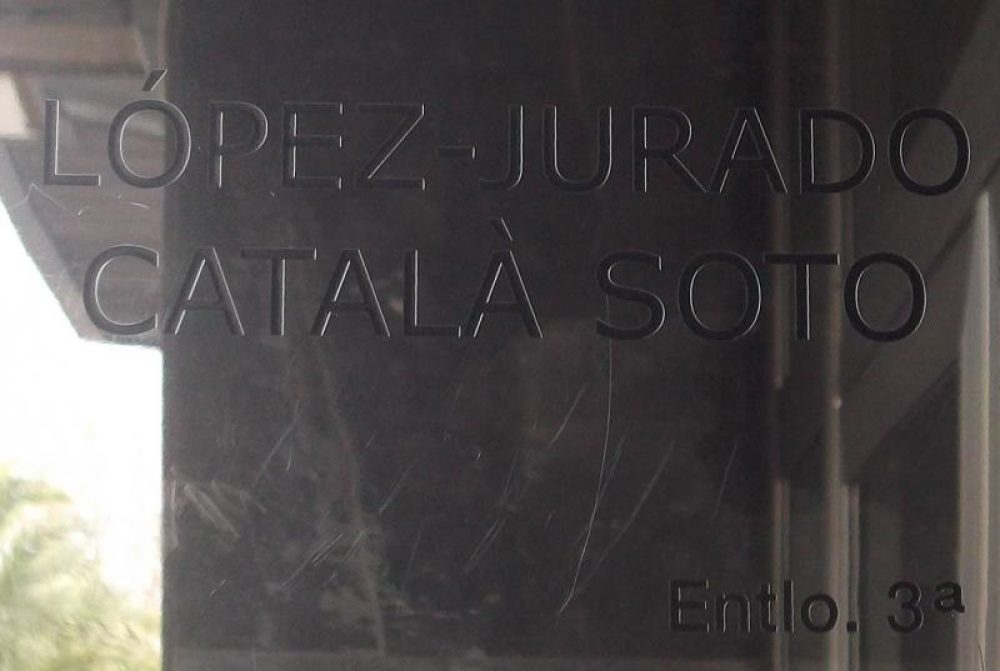 LÓPEZ-JURADO
CATALÀ SOTO
Entlo. 3ª